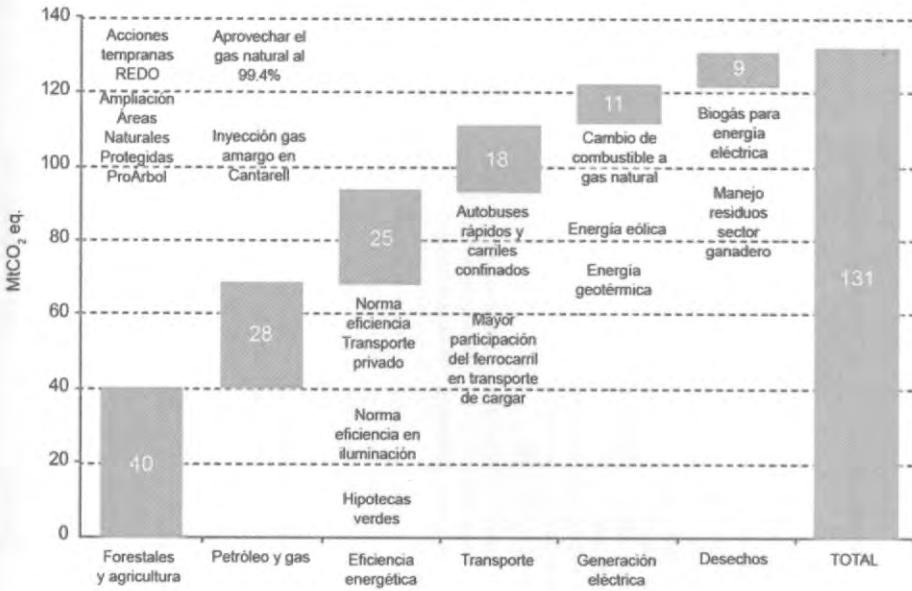 140
120
100
80
60
40
20
0
MtCO2 eq.
Acciones
tempranas
REDO
Ampliación
Áreas
Naturales
Protegidas
ProArbol
40
Forestales
y agricultura
Aprovechar el
gas natural al
99.4%
Inyección gas
amargo en
Cantarell
28
Petróleo y gas
25
Norma
eficiencia
Transporte
privado
Norma
eficiencia en
iluminación
Hipotecas
verdes
Eficiencia
energética
18
Autobuses
rápidos y
carriles
confinados
Mayor
participación
del ferrocarril
en transporte
de cargar
Transporte
11
Cambio de
combustible a
gas natural
Energía eólica
Energía
geotérmica
Generación
eléctrica
9
Biogás para
energía
eléctrica
Manejo
residuos
sector
ganadero
Desechos
131
TOTAL